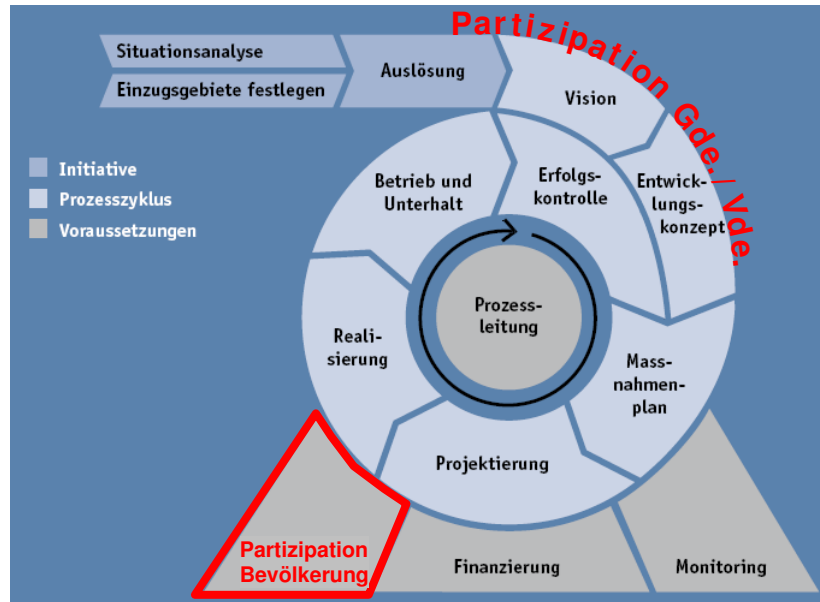 Situationsanalyse
Einzugsgebiete festlegen
Auslösung
Partizipation Gde./ Vde.
Vision
Initiative
Prozesszyklus
Voraussetzungen
Betrieb und
Unterhalt
Erfolgs-
kontrolle
Entwick-
lungs-
konzept
Prozess-
leitung
Reali-
sierung
Mass-
nahmen-
plan
Projektierung
Partizipation
Bevölkerung
Finanzierung
Monitoring